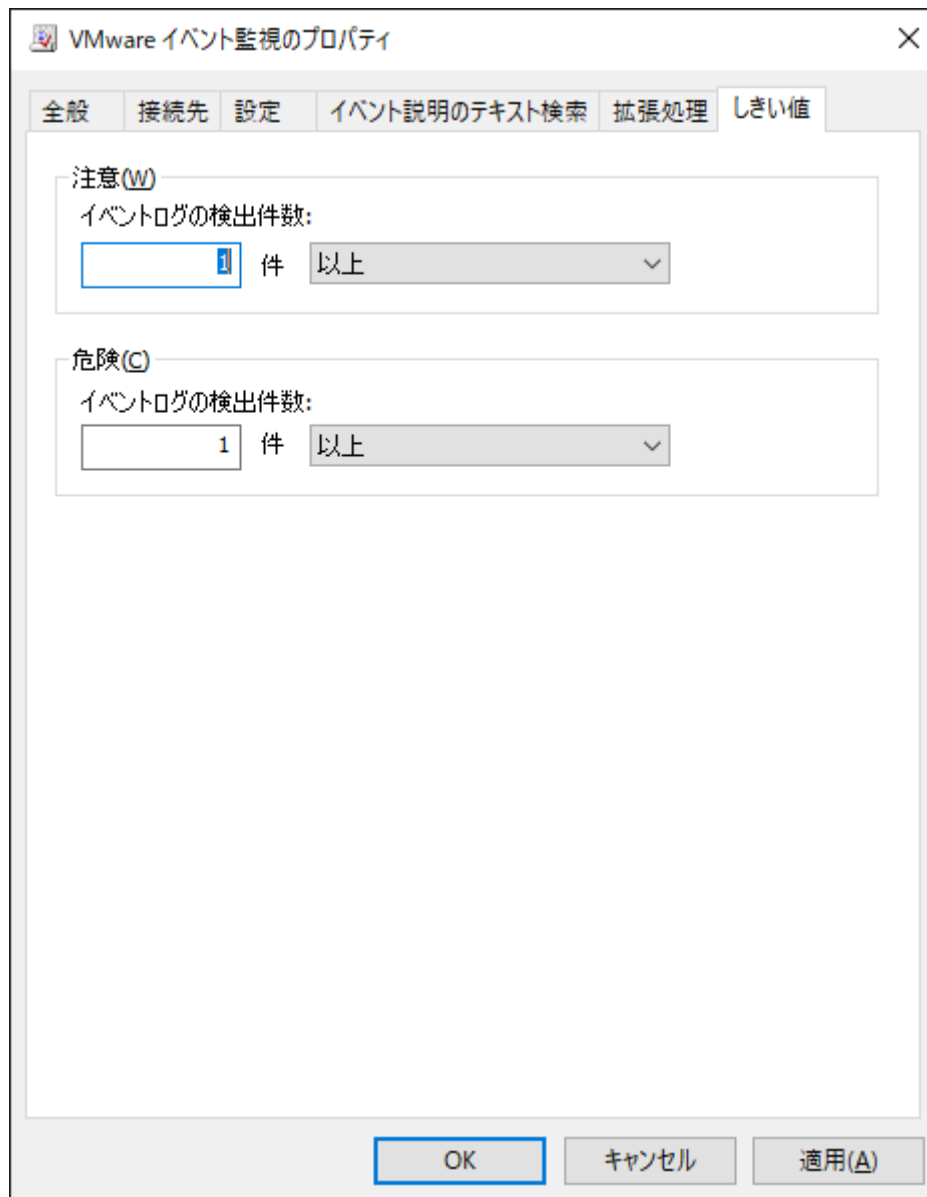 VMware イベント監視のプロパティ
全般 接続先 設定 イベント説明のテキスト検索 拡張処理 しきい値
注意(W)
イベントログの検出件数:
1 件 以上
危険(C)
イベントログの検出件数:
1 件 以上
OK キャンセル 適用(A)